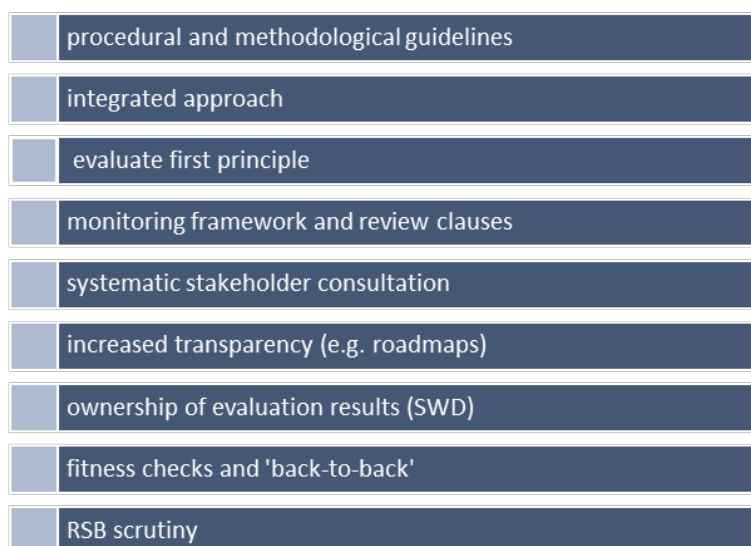 procedural and methodological guidelines
integrated approach
evaluate first principle
monitoring framework and review clauses
systematic stakeholder consultation
increased transparency (e.g. roadmaps)
ownership of evaluation results (SWD)
fitness checks and 'back-to-back'
RSB scrutiny